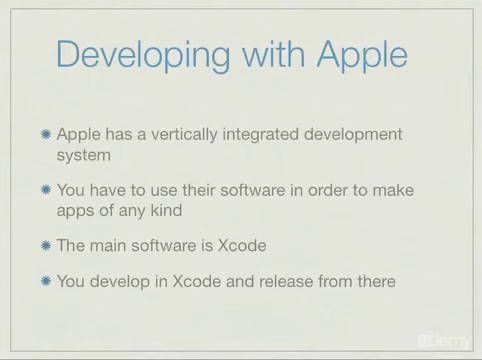 Developing with Apple
Apple has a vertically integrated development
system
You have to use their software in order to make
apps of any kind
The main software is Xcode
You develop in Xcode and release from there
udemy